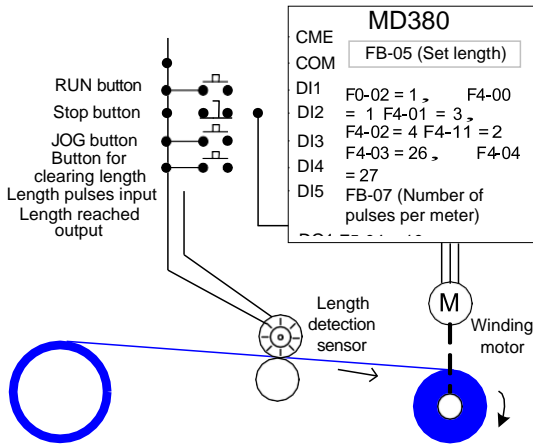 MD380
CME
FB-05 (Set length)
COM
RUN button
DI1
F0-02 = 1 , F4-00
Stop button
DI2
= 1 F4-01 = 3 ,
JOG button
DI3
F4-02 = 4 F4-11 = 2
Button for
clearing length
DI4
F4-03 = 26 , F4-04
= 27
Length pulses input
DI5
FB-07 (Number of
pulses per meter)
Length reached
output
M
Length
detection
sensor
Winding
motor